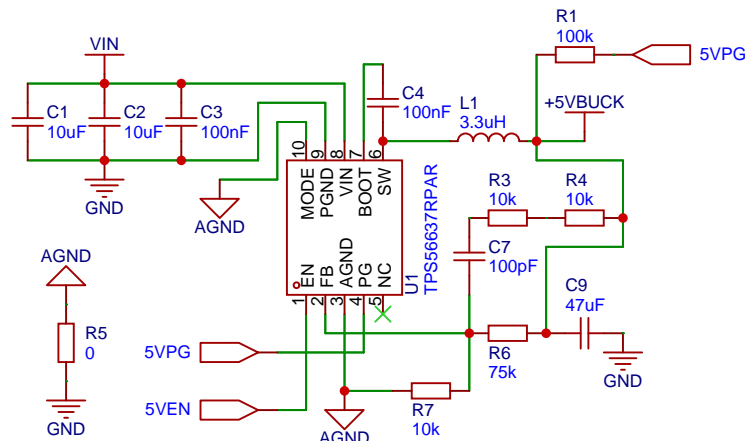 R1
100k
5VPG
VIN
C4
100nF
L1
3.3uH
+5VBUCK
C1
10uF
C2
10uF
C3
100nF
10
9
8
7
6
MODE
PGND
VIN
BOOT
SW
GND
AGND
R3
10k
R4
10k
TPS56637RPAR
U1
C7
100pF
EN
FB
AGND
PG
NC
1
2
3
4
5
AGND
C9
47uF
R5
0
5VPG
R6
75k
GND
5VEN
R7
10k
GND
AGND